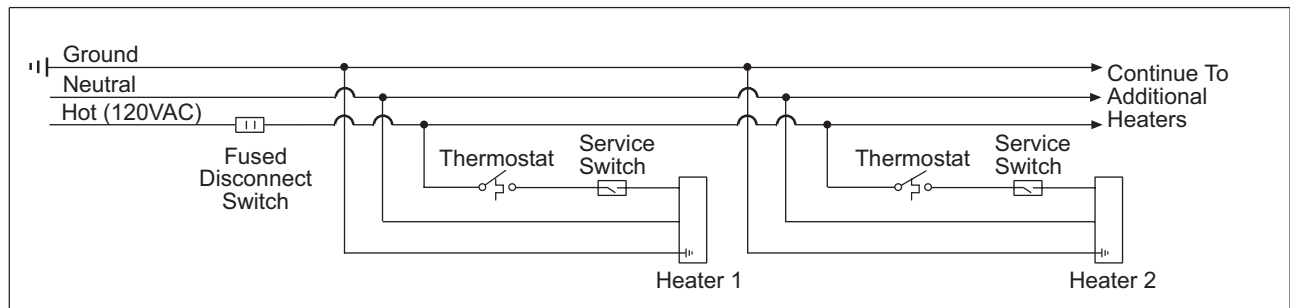 Ground
Neutral
Hot (120VAC)
Fused
Disconnect
Switch
Thermostat
Service
Switch
Heater 1
Thermostat
Service
Switch
Heater 2
Continue To
Additional
Heaters